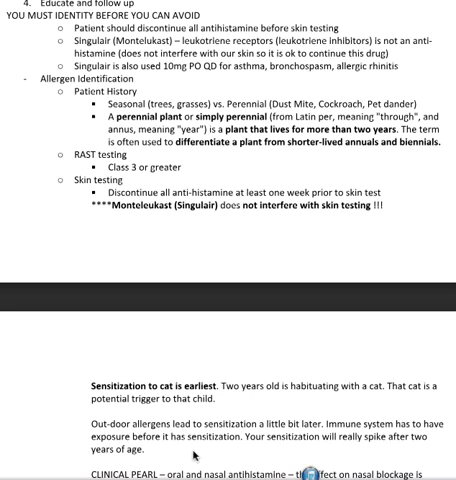 4. Educate and follow up
YOU MUST IDENTITY BEFORE YOU CAN AVOID
o Patient should discontinue all antihistamine before skin testing
o Singulair (Montelukast) – leukotriene receptors (leukotriene inhibitors) is not an anti-
histamine (does not interfere with our skin so it is ok to continue this drug)
o Singulair is also used 10mg PO QD for asthma, bronchospasm, allergic rhinitis
- Allergen Identification
o Patient History
▪ Seasonal (trees, grasses) vs. Perennial (Dust Mite, Cockroach, Pet dander)
▪ A perennial plant or simply perennial (from Latin per, meaning "through", and
annus, meaning "year") is a plant that lives for more than two years. The term
is often used to differentiate a plant from shorter-lived annuals and biennials.
o RAST testing
▪ Class 3 or greater
o Skin testing
▪ Discontinue all anti-histamine at least one week prior to skin test
****Monteleukast (Singulair) does not interfere with skin testing !!!
Sensitization to cat is earliest. Two years old is habituating with a cat. That cat is a
potential trigger to that child.
Out-door allergens lead to sensitization a little bit later. Immune system has to have
exposure before it has sensitization. Your sensitization will really spike after two
years of age.
CLINICAL PEARL – oral and nasal antihistamine – on nasal blockage is